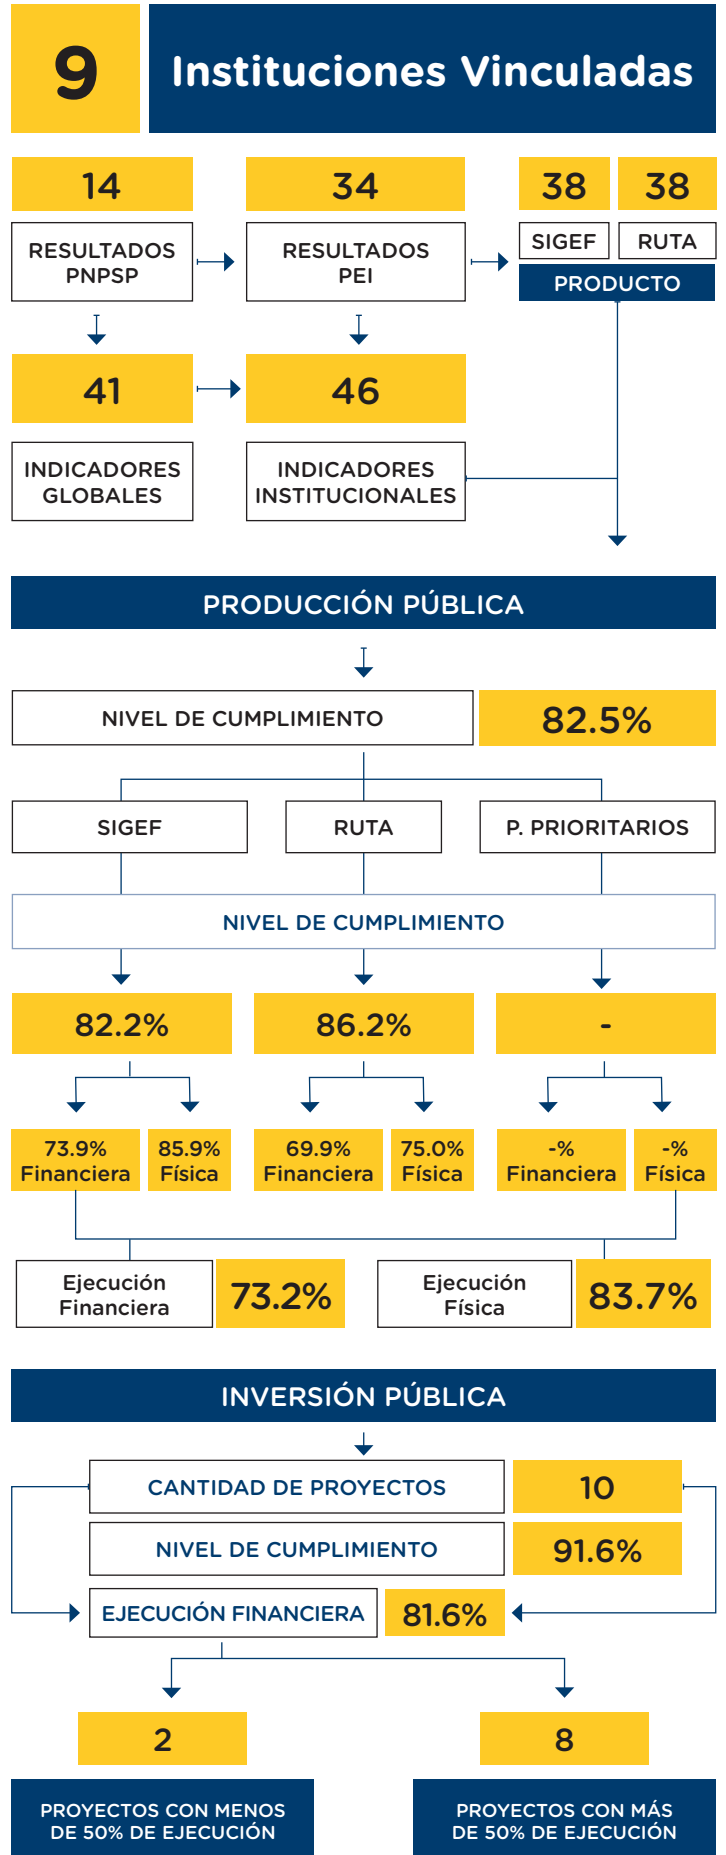 9
Instituciones Vinculadas
14
34
38
38
RESULTADOS
PNPSP
RESULTADOS
PEI
SIGEF
RUTA
PRODUCTO
41
46
INDICADORES
GLOBALES
INDICADORES
INSTITUCIONALES
PRODUCCIÓN PÚBLICA
NIVEL DE CUMPLIMIENTO
82.5%
SIGEF
RUTA
P. PRIORITARIOS
NIVEL DE CUMPLIMIENTO
82.2%
86.2%
-
73.9%
Financiera
85.9%
Física
69.9%
Financiera
75.0%
Física
-%
Financiera
-%
Física
Ejecución
Financiera
73.2%
Ejecución
Física
83.7%
INVERSIÓN PÚBLICA
CANTIDAD DE PROYECTOS
10
NIVEL DE CUMPLIMIENTO
91.6%
EJECUCIÓN FINANCIERA
81.6%
2
8
PROYECTOS CON MENOS
DE 50% DE EJECUCIÓN
PROYECTOS CON MÁS
DE 50% DE EJECUCIÓN